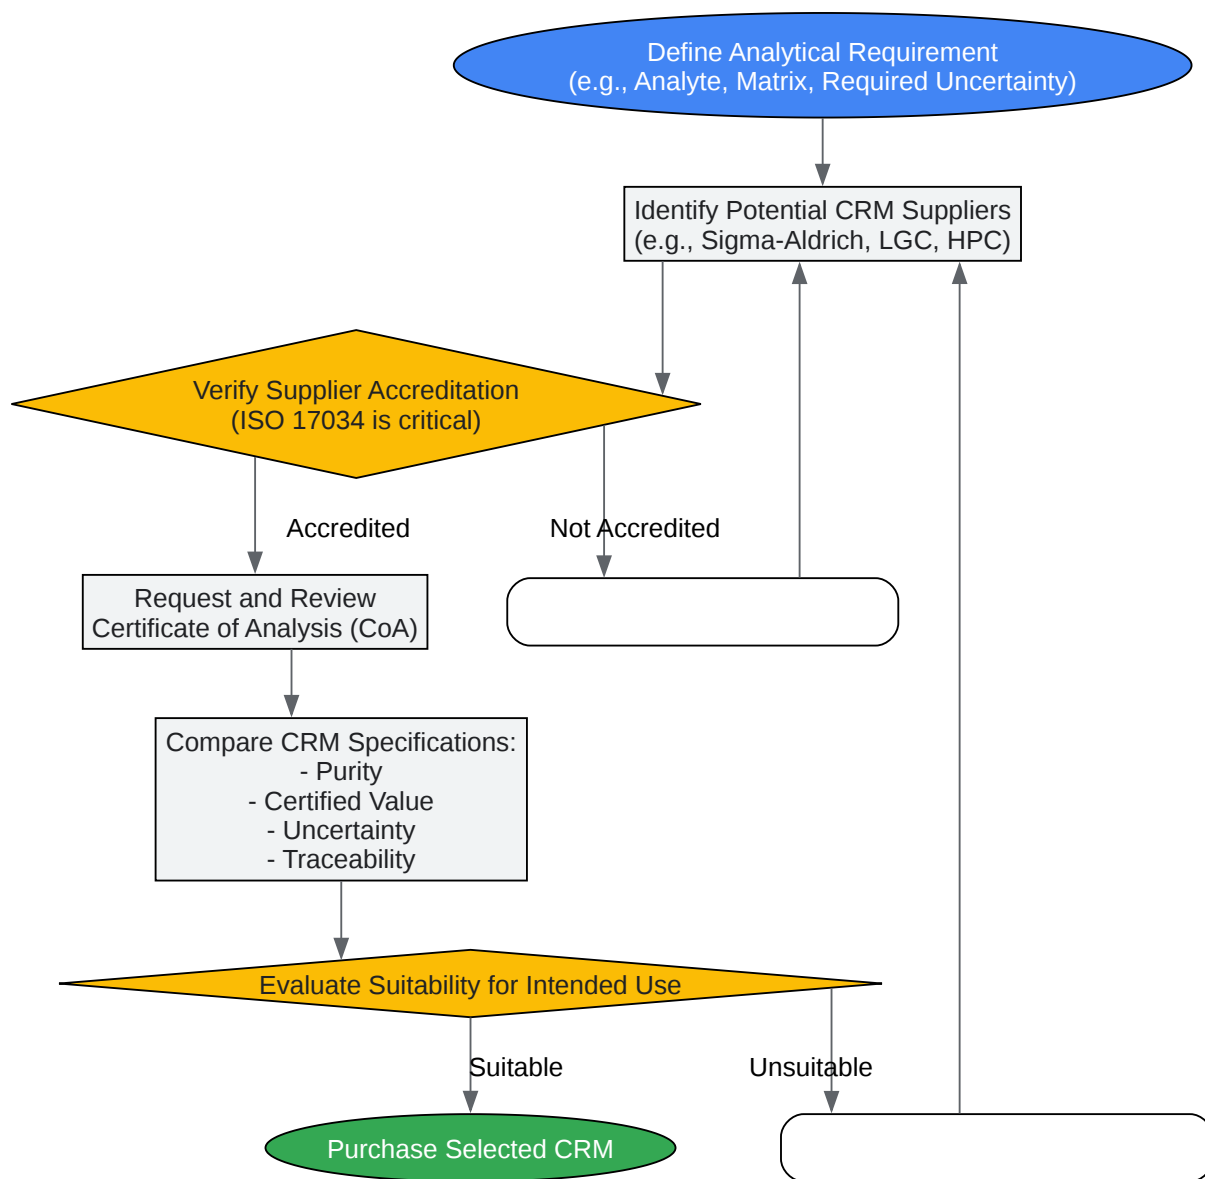 Define Analytical Requirement
(e.g., Analyte, Matrix, Required Uncertainty)
Identify Potential CRM Suppliers
(e.g., Sigma-Aldrich, LGC, HPC)
Verify Supplier Accreditation
(ISO 17034 is critical)
Accredited
Not Accredited
Request and Review
Certificate of Analysis (CoA)
Compare CRM Specifications:
- Purity
- Certified Value
- Uncertainty
- Traceability
Evaluate Suitability for Intended Use
Suitable
Unsuitable
Purchase Selected CRM